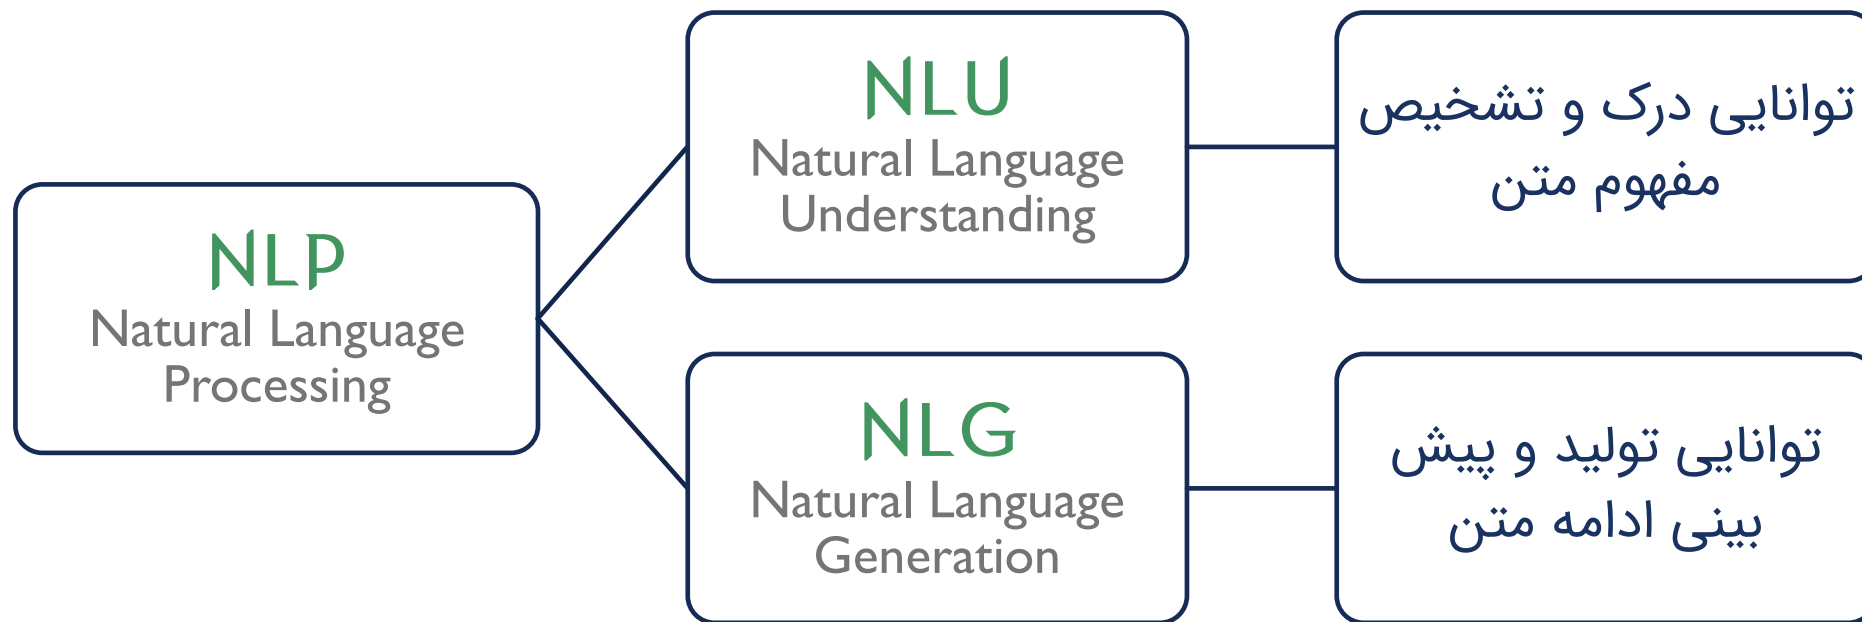 NLP
Natural Language
Processing
NLU
Natural Language
Understanding
توانایی درک و تشخیص
مفهوم متن
NLG
Natural Language
Generation
توانایی تولید و پیش
بینی ادامه متن